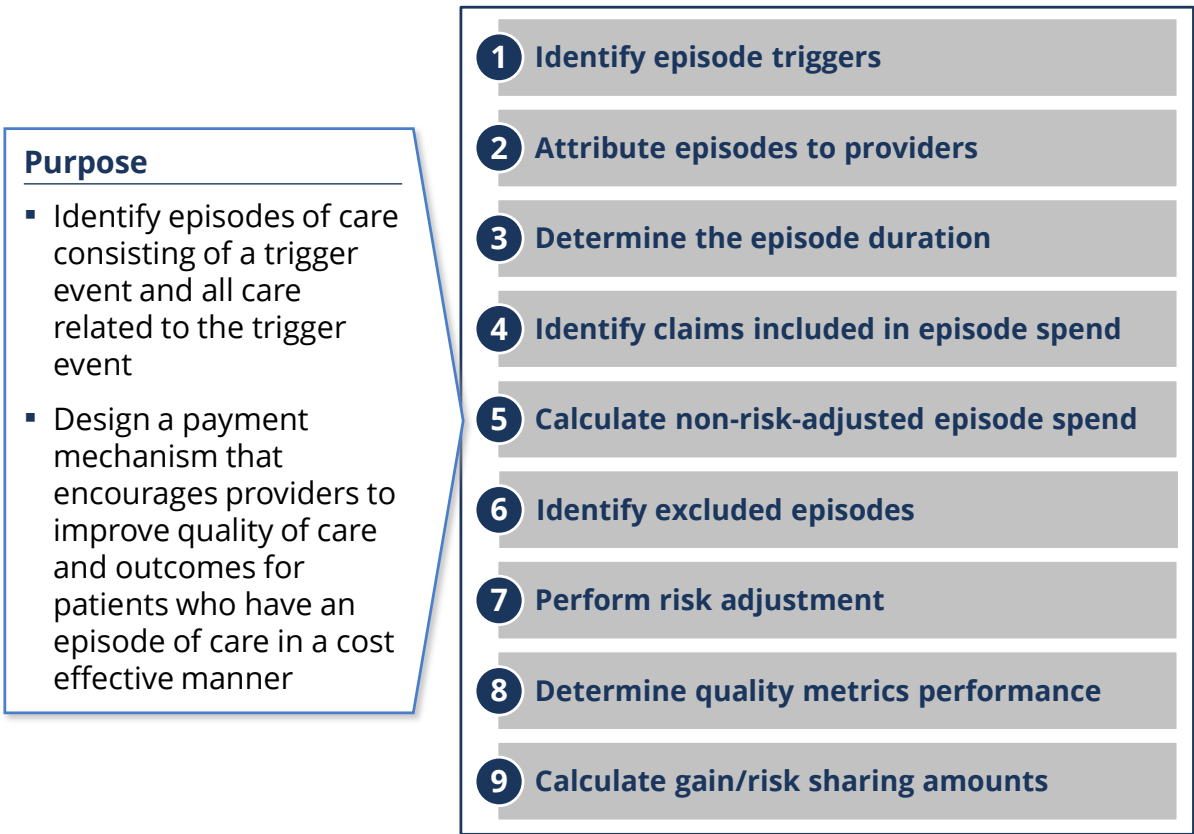 Purpose
▪ Identify episodes of care
consisting of a trigger
event and all care
related to the trigger
event
▪ Design a payment
mechanism that
encourages providers to
improve quality of care
and outcomes for
patients who have an
episode of care in a cost
effective manner
1 Identify episode triggers
2 Attribute episodes to providers
3 Determine the episode duration
4 Identify claims included in episode spend
5 Calculate non-risk-adjusted episode spend
6 Identify excluded episodes
7 Perform risk adjustment
8 Determine quality metrics performance
9 Calculate gain/risk sharing amounts